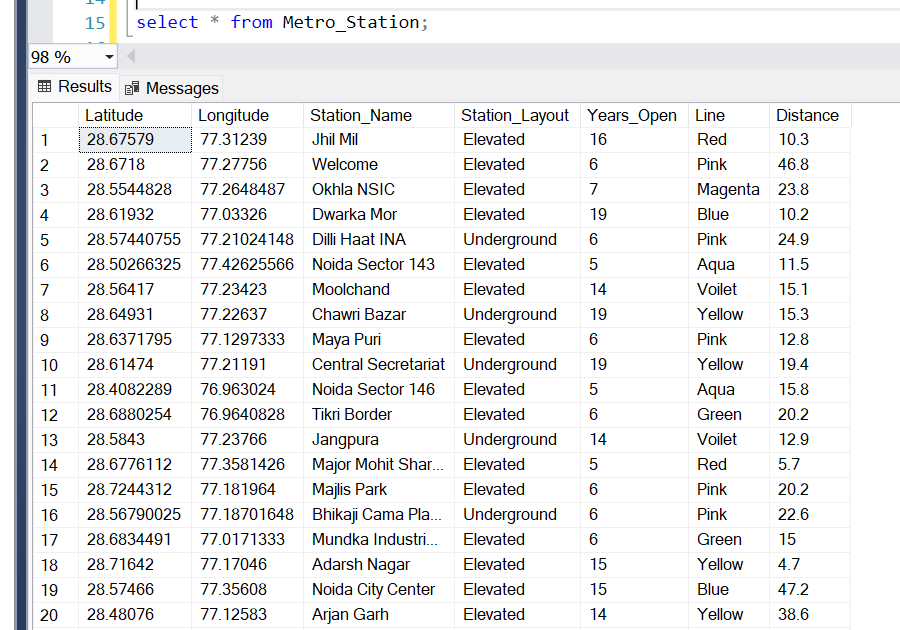 14
15 select * from Metro_Station;
98 %
Results Messages
Latitude Longitude Station_Name Station_Layout Years_Open Line Distance
1 28.67579 77.31239 Jhil Mil Elevated 16 Red 10.3
2 28.6718 77.27756 Welcome Elevated 6 Pink 46.8
3 28.5544828 77.2648487 Okhla NSIC Elevated 7 Magenta 23.8
4 28.61932 77.03326 Dwarka Mor Elevated 19 Blue 10.2
5 28.57440755 77.21024148 Dilli Haat INA Underground 6 Pink 24.9
6 28.50266325 77.42625566 Noida Sector 143 Elevated 5 Aqua 11.5
7 28.56417 77.23423 Moolchand Elevated 14 Voilet 15.1
8 28.64931 77.22637 Chawri Bazar Underground 19 Yellow 15.3
9 28.6371795 77.1297333 Maya Puri Elevated 6 Pink 12.8
10 28.61474 77.21191 Central Secretariat Underground 19 Yellow 19.4
11 28.4082289 76.963024 Noida Sector 146 Elevated 5 Aqua 15.8
12 28.6880254 76.9640828 Tikri Border Elevated 6 Green 20.2
13 28.5843 77.23766 Jangpura Underground 14 Voilet 12.9
14 28.6776112 77.3581426 Major Mohit Shar... Elevated 5 Red 5.7
15 28.7244312 77.181964 Majlis Park Elevated 6 Pink 20.2
16 28.56790025 77.18701648 Bhikaji Cama Pla... Underground 6 Pink 22.6
17 28.6834491 77.0171333 Mundka Industri... Elevated 6 Green 15
18 28.71642 77.17046 Adarsh Nagar Elevated 15 Yellow 4.7
19 28.57466 77.35608 Noida City Center Elevated 15 Blue 47.2
20 28.48076 77.12583 Arjan Garh Elevated 14 Yellow 38.6